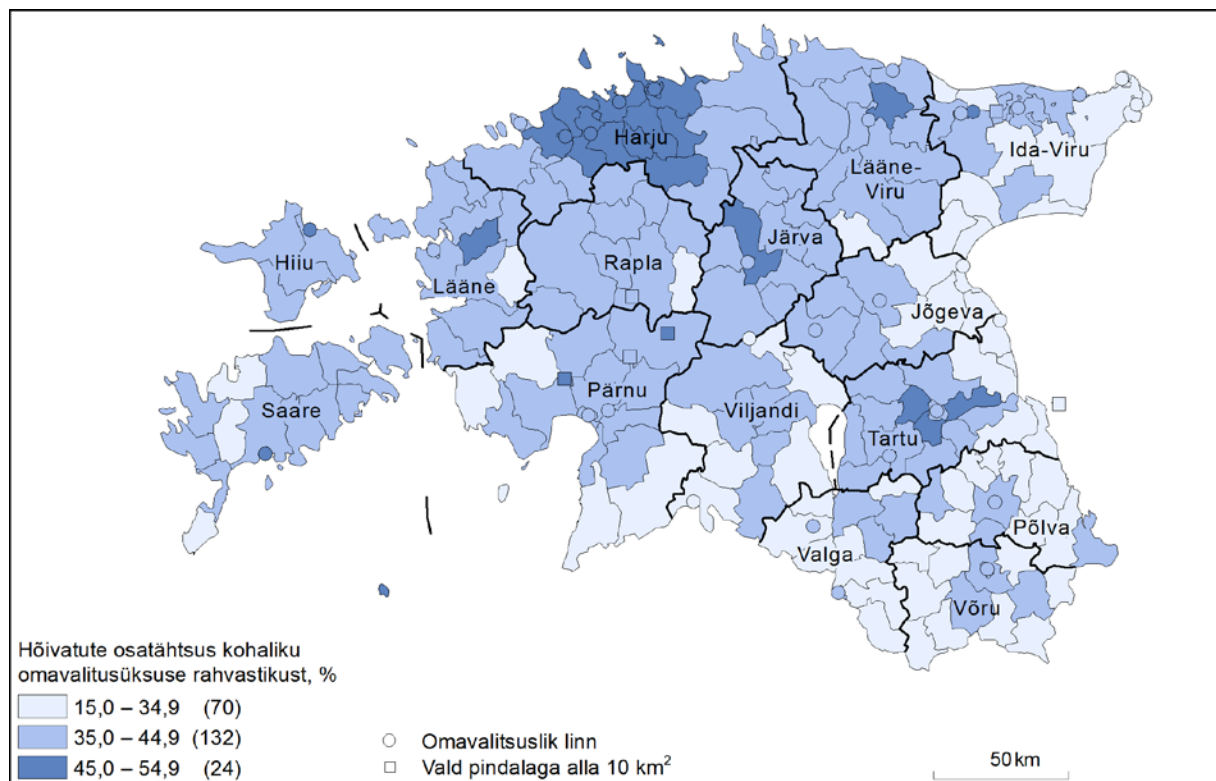 Harju
Ida-Viru
Lääne-
Viru
Järva
Hiiu
Rapla
Lääne
Jõgeva
Pärnu
Saare
Viljandi
Tartu
Põlva
Valga
Võru
Hõivatute osatähtsus kohaliku
omavalitusüksuse rahvastikust, %
15,0 – 34,9 (70)
35,0 – 44,9 (132)
45,0 – 54,9 (24)
Omavalitsuslik linn
Vald pindalaga alla 10 km²
50 km